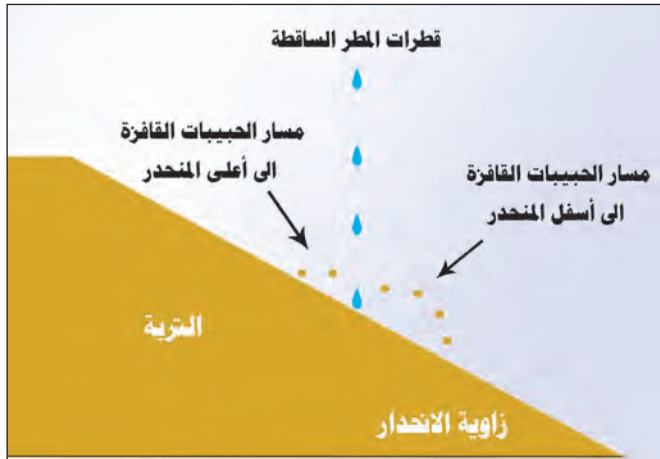 قطرات المطر الساقطة
مسار الحبيبات القافزة
الى أعلى المنحدر
مسار الحبيبات القافزة
الى أسفل المنحدر
التربة
زاوية الانحدار